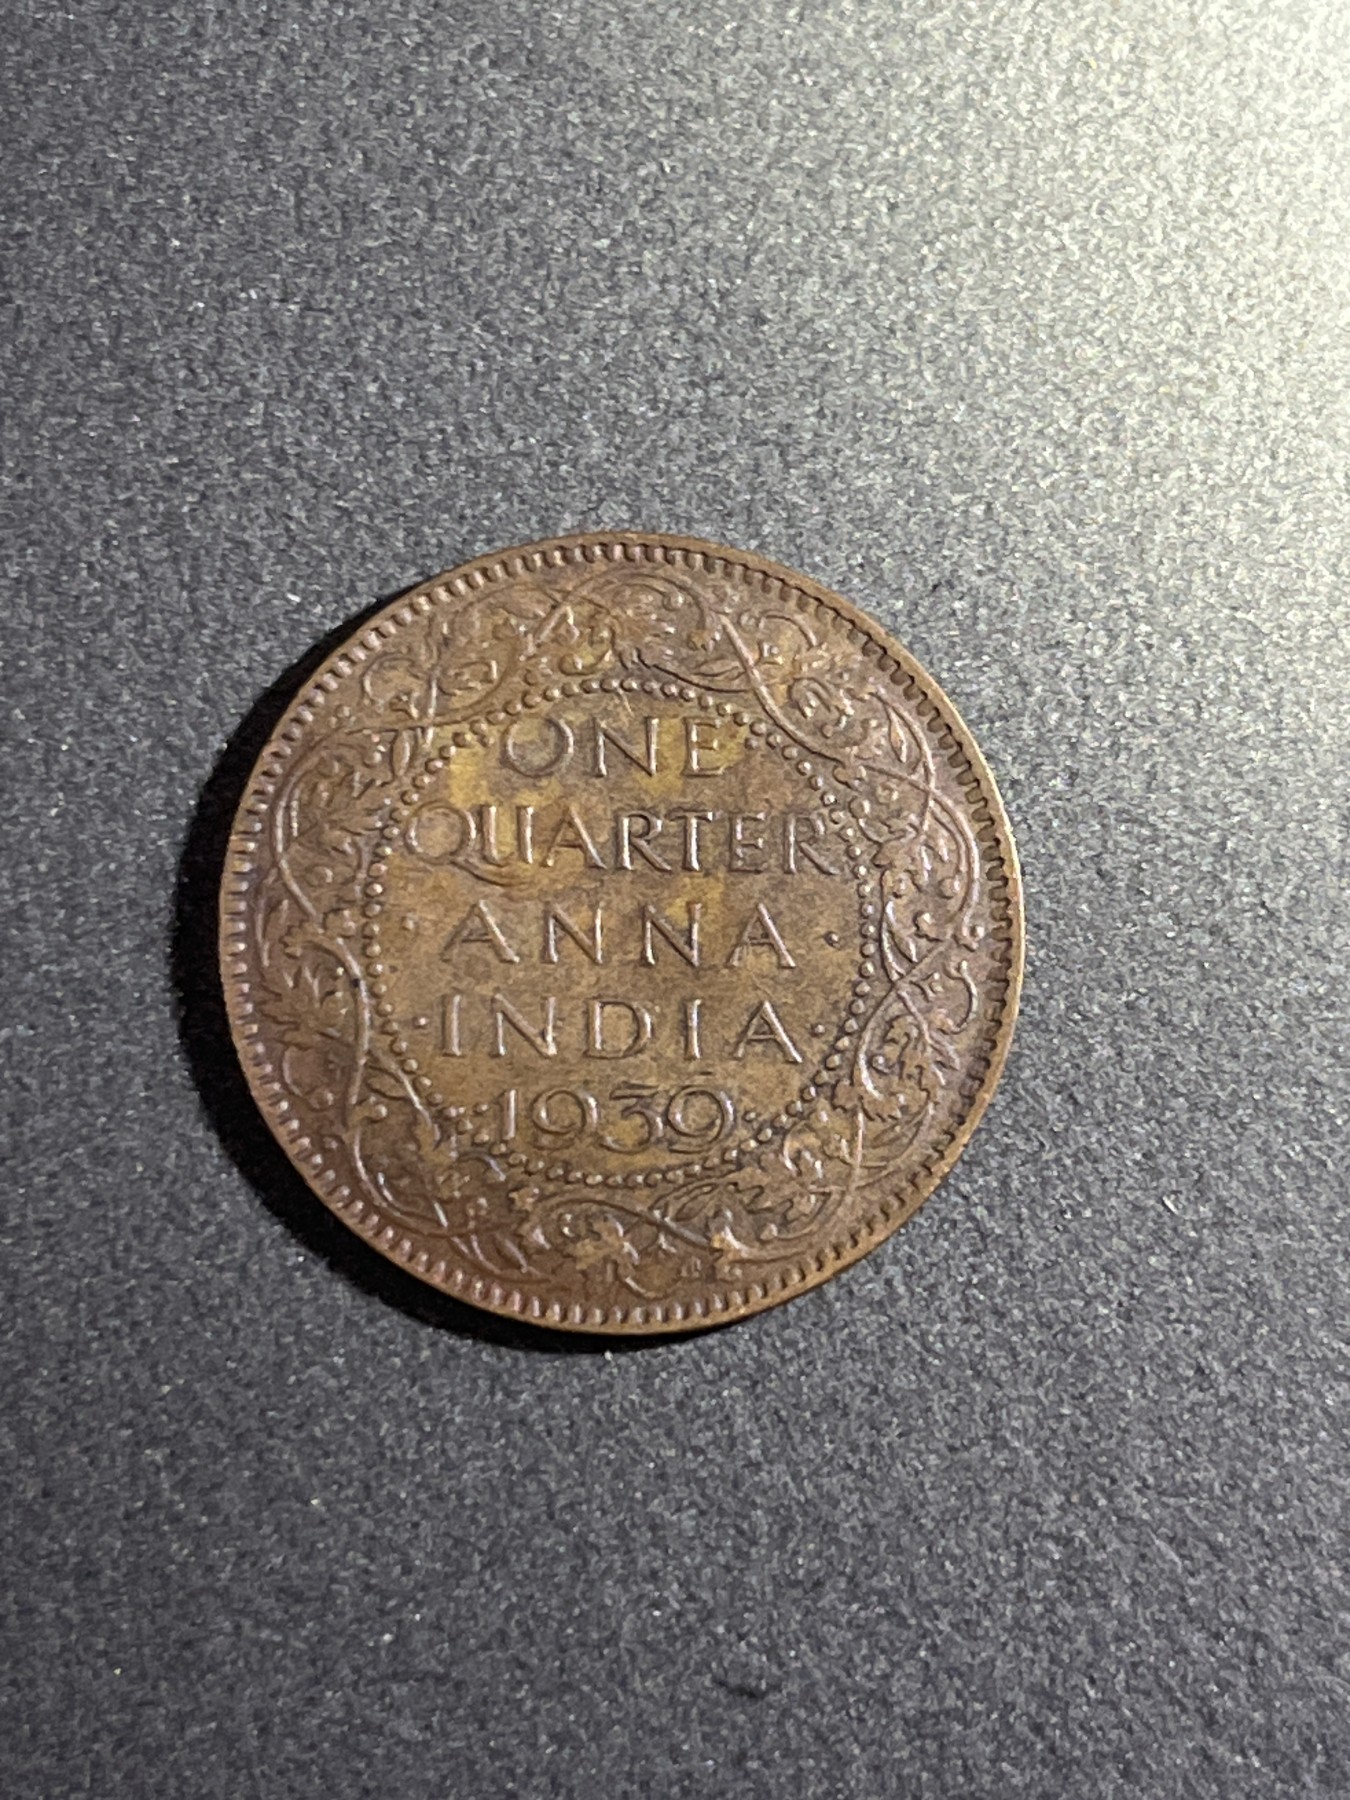 ONE
QUARTER
· ANNA ·
· INDIA ·
1939